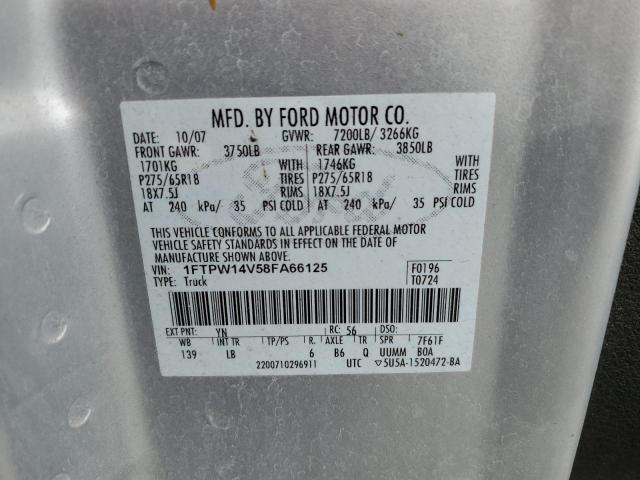 MFD. BY FORD MOTOR CO.
DATE: 10/07 GVWR: 7200LB/ 3266KG
FRONT GAWR: 3750LB REAR GAWR: 3850LB
1701KG WITH 1746KG WITH
P275/65R18 TIRES P275/65R18 TIRES
18X7.5J RIMS 18X7.5J RIMS
AT 240 kPa/ 35 PSI COLD AT 240 kPa/ 35 PSI COLD
THIS VEHICLE CONFORMS TO ALL APPLICABLE FEDERAL MOTOR
VEHICLE SAFETY STANDARDS IN EFFECT ON THE DATE OF
MANUFACTURE SHOWN ABOVE.
VIN: 1FTPW14V58FA66125 F0196
TYPE: Truck T0724
EXT PNT: YN RC: 56 DSO:
WB INT TR TP/PS R. AXLE TR SPR 7F61F
139 LB 6 B6 Q UUMM BOA
2200710296911 UTC ▽5U5A-1520472-BA
Ford